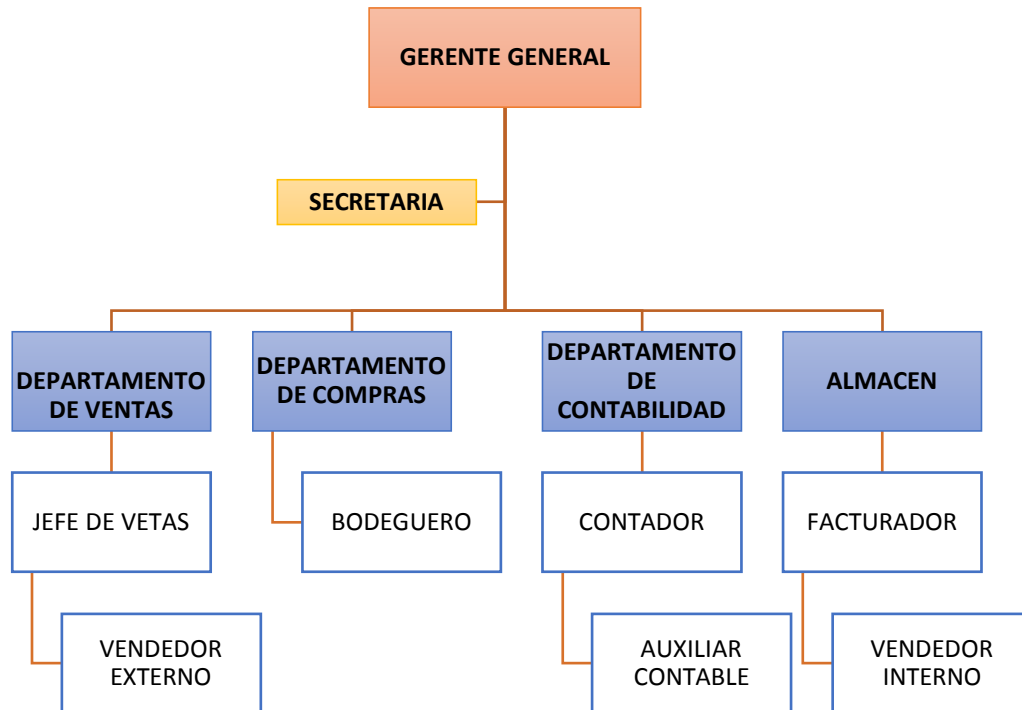 GERENTE GENERAL
SECRETARIA
DEPARTAMENTO
DE VENTAS
DEPARTAMENTO
DE COMPRAS
DEPARTAMENTO
DE
CONTABILIDAD
ALMACEN
JEFE DE VETAS
BODEGUERO
CONTADOR
FACTURADOR
VENDEDOR
EXTERNO
AUXILIAR
CONTABLE
VENDEDOR
INTERNO